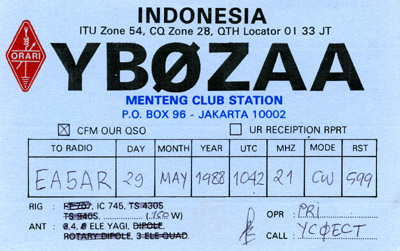 INDONESIA
ITU Zone 54, CQ Zone 28, QTH Locator OI 33 JT
ORARI
YBØZAA
MENTENG CLUB STATION
P.O. BOX 96 - JAKARTA 10002
☒ CFM OUR QSO ☐ UR RECEIPTION RPRT
TO RADIO DAY MONTH YEAR UTC MHZ MODE RST
EA5AR 29 MAY 1988 1042 21 CW 599
RIG : FT 707, IC 745, TS 430S
TS 940S, ............ (.150 W)
OPR : PRI
ANT : 3,4, 6 ELE YAGI, DIPOLE,
ROTARY DIPOLE, 3 ELE QUAD.
CALL : YCØECT